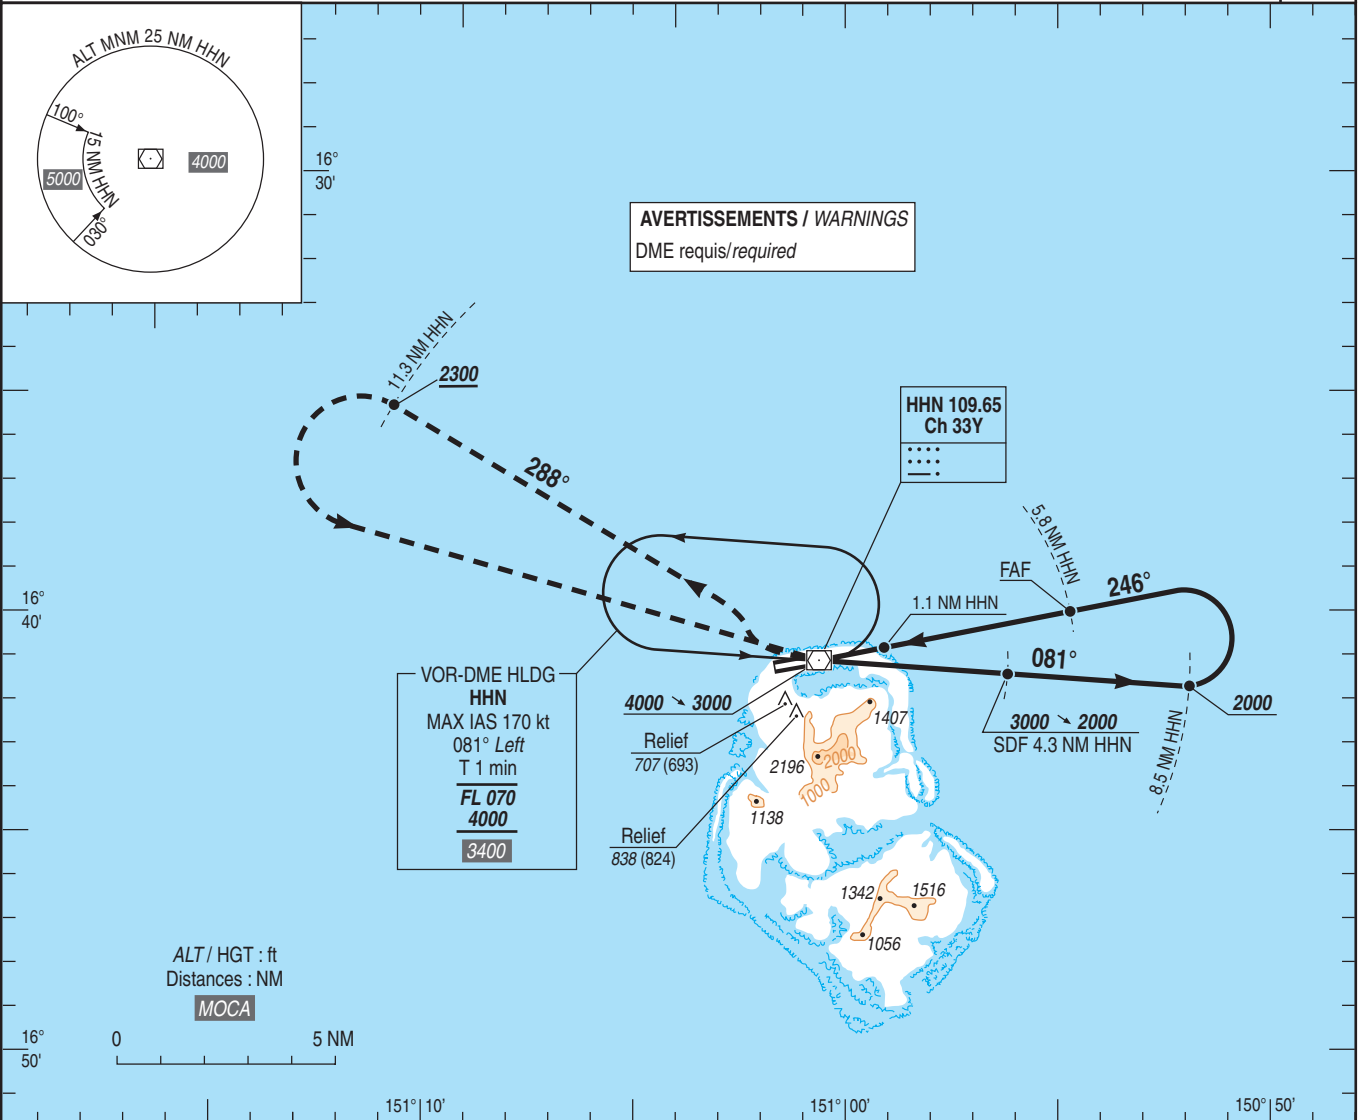 ALT MNM 25 NM HHN
100°
15 NM HHN
4000
5000
030°
16°
30'
AVERTISSEMENTS / WARNINGS
DME requis/required
11.3 NM HHN
2300
288°
HHN 109.65
Ch 33Y
5.8 NM HHN
FAF
246°
1.1 NM HHN
16°
40'
081°
VOR-DME HLDG
HHN
MAX IAS 170 kt
081° Left
T 1 min
FL 070
4000
3400
4000 ↘ 3000
2000
3000 ↘ 2000
SDF 4.3 NM HHN
8.5 NM HHN
1407
Relief
707 (693)
2196
2000
1000
1138
Relief
838 (824)
1342
1516
1056
ALT / HGT : ft
Distances : NM
MOCA
16°
50'
0 5 NM
151° 10' 151° 00' 150° 50'